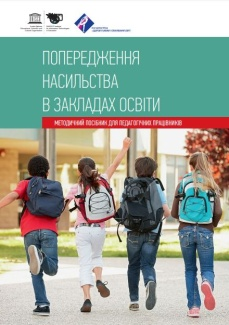 ПОПЕРЕДЖЕННЯ
НАСИЛЬСТВА
В ЗАКЛАДАХ ОСВІТИ
МЕТОДИЧНИЙ ПОСІБНИК ДЛЯ ПЕДАГОГІЧНИХ ПРАЦІВНИКІВ